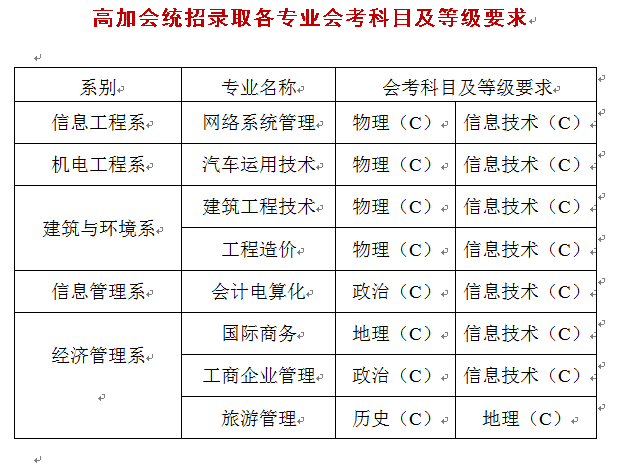 高加会统招录取各专业会考科目及等级要求
系别 专业名称 会考科目及等级要求
信息工程系 网络系统管理 物理（C） 信息技术（C）
机电工程系 汽车运用技术 物理（C） 信息技术（C）
建筑与环境系 建筑工程技术 物理（C） 信息技术（C）
工程造价 物理（C） 信息技术（C）
信息管理系 会计电算化 政治（C） 信息技术（C）
经济管理系 国际商务 地理（C） 信息技术（C）
工商企业管理 政治（C） 信息技术（C）
旅游管理 历史（C） 地理（C）